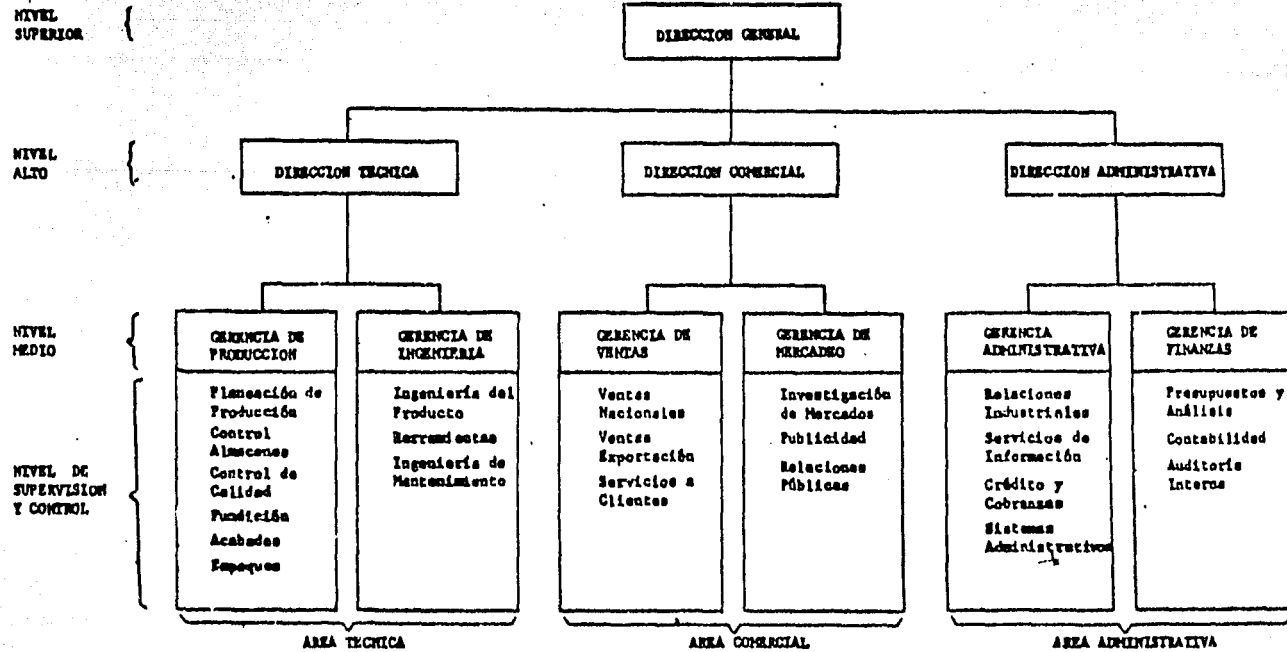 NIVEL
SUPERIOR
DIRECCION GENERAL
NIVEL
ALTO
DIRECCION TECNICA
DIRECCION COMERCIAL
DIRECCION ADMINISTRATIVA
NIVEL
MEDIO
GERENCIA DE
PRODUCCION
GERENCIA DE
INGENIERIA
GERENCIA DE
VENTAS
GERENCIA DE
MERCADEO
GERENCIA
ADMINISTRATIVA
GERENCIA DE
FINANZAS
NIVEL DE
SUPERVISION
Y CONTROL
Planeación de
Producción
Control
Almacenes
Control de
Calidad
Fundición
Acabados
Empaques
Ingeniería del
Producto
Herramientas
Ingeniería de
Mantenimiento
Ventas
Nacionales
Ventas
Exportación
Servicios a
Clientes
Investigación
de Mercados
Publicidad
Relaciones
Públicas
Relaciones
Industriales
Servicios de
Información
Crédito y
Cobranzas
Sistemas
Administrativos
Presupuestos y
Análisis
Contabilidad
Auditoría
Interna
AREA TECNICA
AREA COMERCIAL
AREA ADMINISTRATIVA